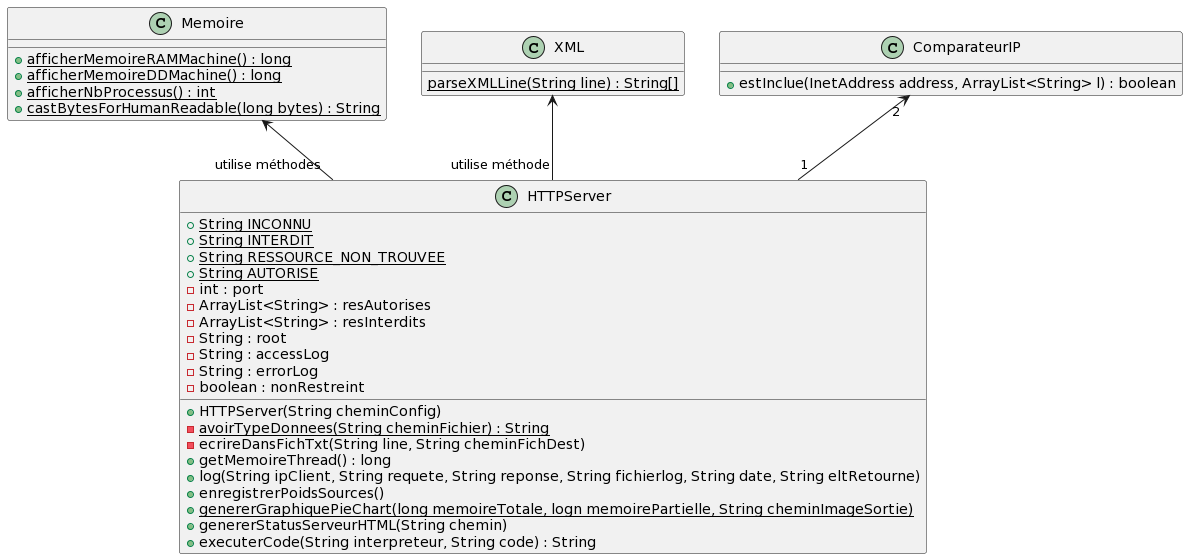 C Memoire
afficherMemoireRAMMachine() : long
afficherMemoireDDMachine() : long
afficherNbProcessus() : int
castBytesForHumanReadable(long bytes) : String
C XML
parseXMLLine(String line) : String[]
C ComparateurIP
estInclue(InetAddress address, ArrayList<String> l) : boolean
2
utilise méthodes
utilise méthode
1
C HTTPServer
String INCONNU
String INTERDIT
String RESSOURCE_NON_TROUVEE
String AUTORISE
int : port
ArrayList<String> : resAutorises
ArrayList<String> : resInterdits
String : root
String : accessLog
String : errorLog
boolean : nonRestreint
HTTPServer(String cheminConfig)
avoirTypeDonnees(String cheminFichier) : String
ecrireDansFichTxt(String line, String cheminFichDest)
getMemoireThread() : long
log(String ipClient, String requete, String reponse, String fichierlog, String date, String eltRetourne)
enregistrerPoidsSources()
genererGraphiquePieChart(long memoireTotale, logn memoirePartielle, String cheminImageSortie)
genererStatusServeurHTML(String chemin)
executerCode(String interpreteur, String code) : String